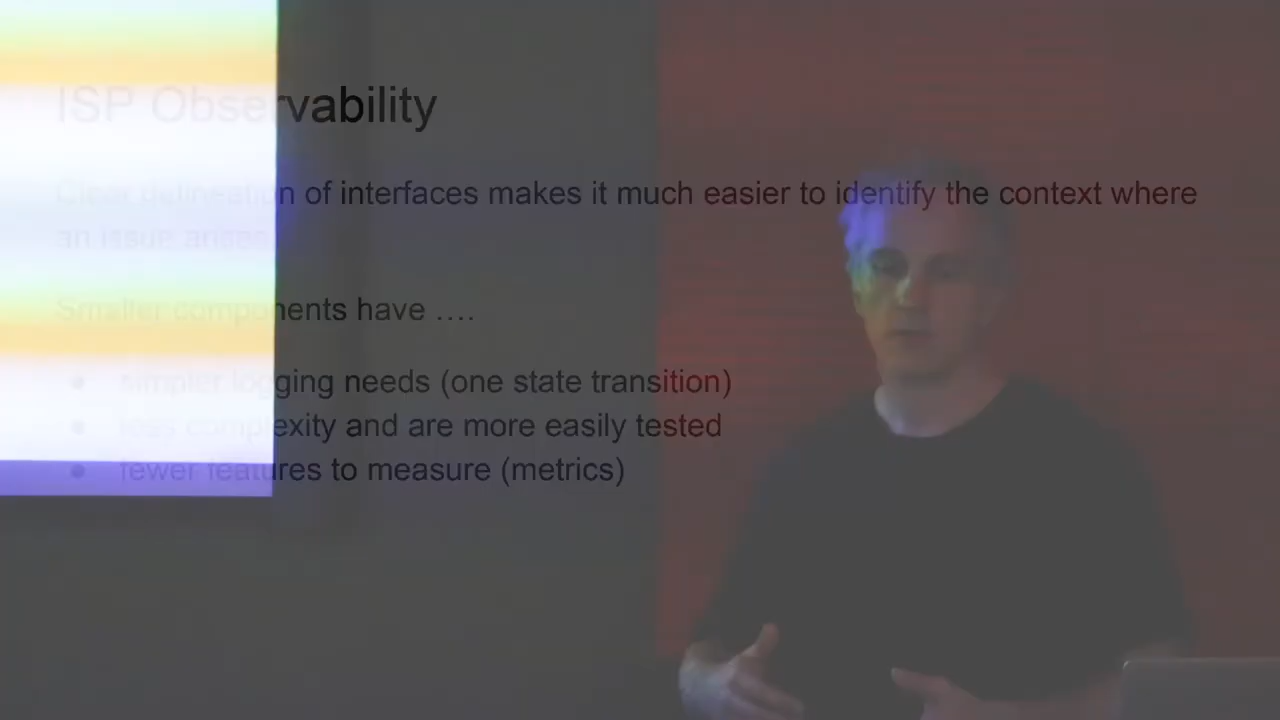 ISP Observability
Clear delineation of interfaces makes it much easier to identify the context where
an issue arises.
Smaller components have ….
● simpler logging needs (one state transition)
● less complexity and are more easily tested
● fewer features to measure (metrics)